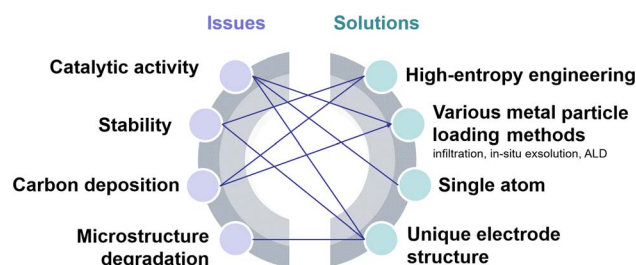 Issues
Solutions
Catalytic activity
High-entropy engineering
Stability
Various metal particle
loading methods
infiltration, in-situ exsolution, ALD
Carbon deposition
Single atom
Microstructure
degradation
Unique electrode
structure